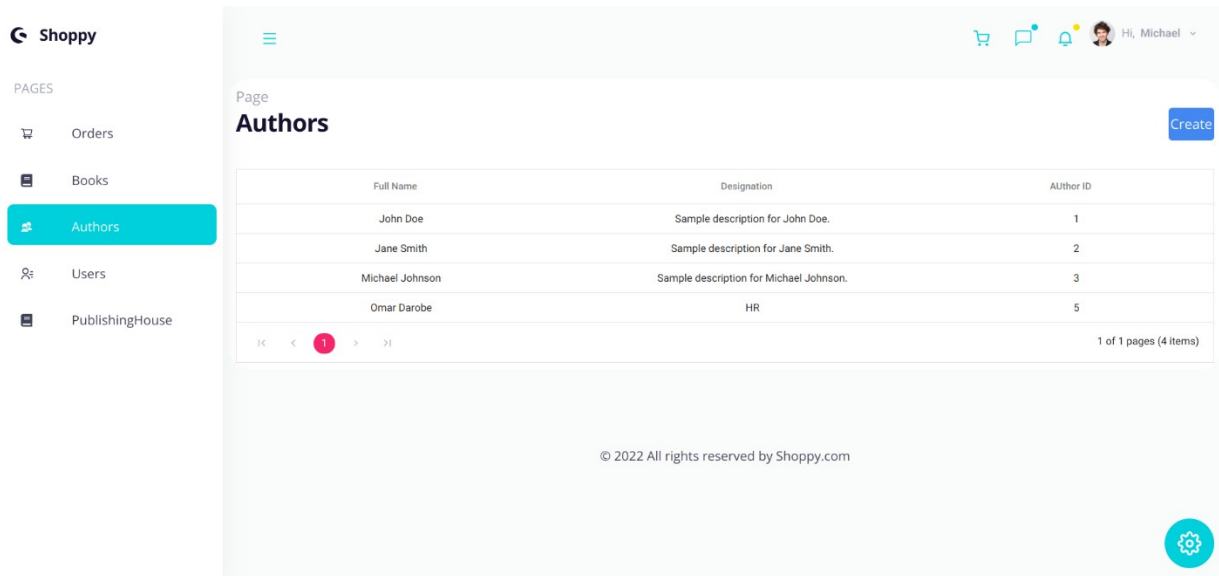 Shoppy
Hi, Michael
PAGES
Orders
Books
Authors
Users
PublishingHouse
Page
Authors
Create
Full Name Designation AUthor ID
John Doe Sample description for John Doe. 1
Jane Smith Sample description for Jane Smith. 2
Michael Johnson Sample description for Michael Johnson. 3
Omar Darobe HR 5
1 1 of 1 pages (4 items)
© 2022 All rights reserved by Shoppy.com